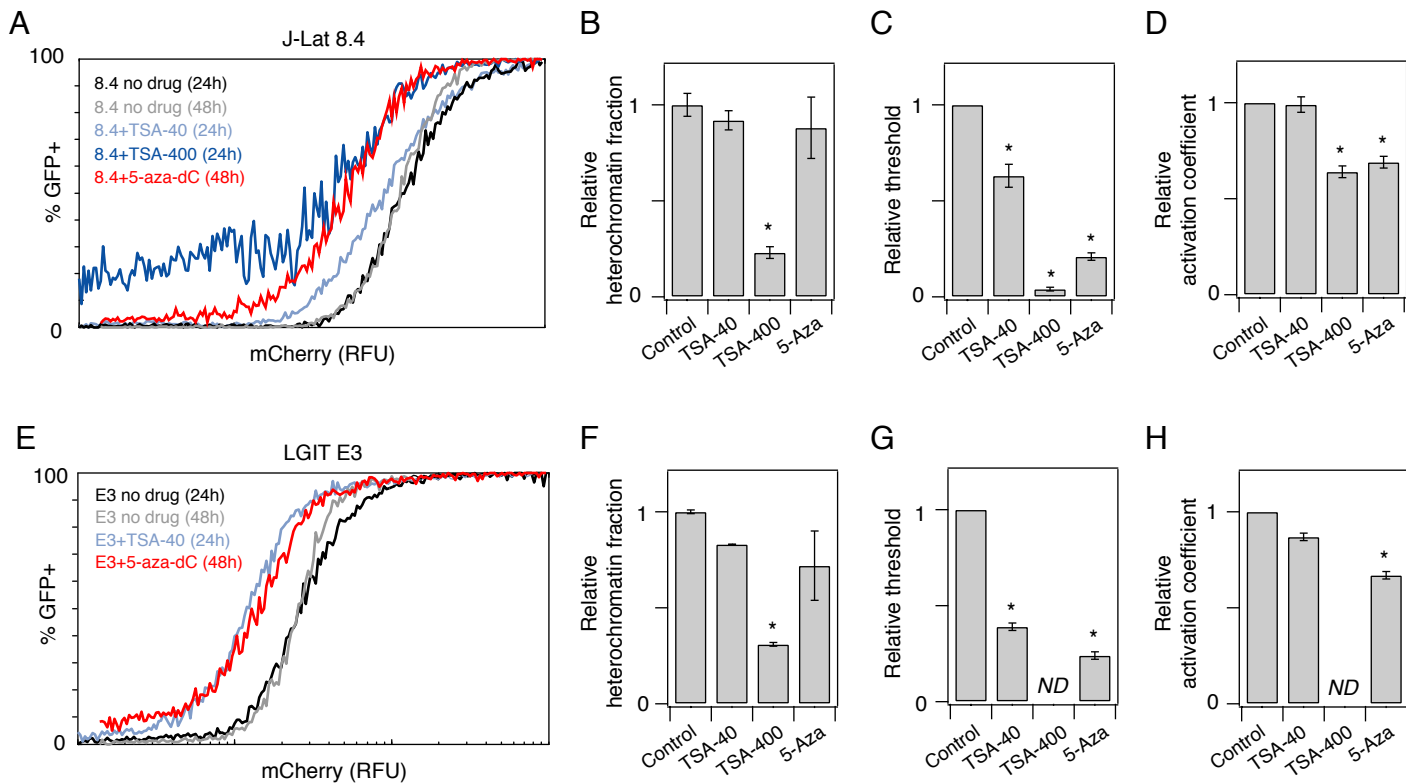 A
J-Lat 8.4
100
8.4 no drug (24h)
8.4 no drug (48h)
8.4+TSA-40 (24h)
8.4+TSA-400 (24h)
8.4+5-aza-dC (48h)
% GFP+
0
mCherry (RFU)
B
Relative
heterochromatin fraction
1
0
*
Control
TSA-40
TSA-400
5-Aza
C
Relative threshold
1
0
*
*
*
Control
TSA-40
TSA-400
5-Aza
D
Relative
activation coefficient
1
0
*
*
Control
TSA-40
TSA-400
5-Aza
E
LGIT E3
100
E3 no drug (24h)
E3 no drug (48h)
E3+TSA-40 (24h)
E3+5-aza-dC (48h)
% GFP+
0
mCherry (RFU)
F
Relative
heterochromatin fraction
1
0
*
Control
TSA-40
TSA-400
5-Aza
G
Relative threshold
1
0
*
ND
*
Control
TSA-40
TSA-400
5-Aza
H
Relative
activation coefficient
1
0
ND
*
Control
TSA-40
TSA-400
5-Aza